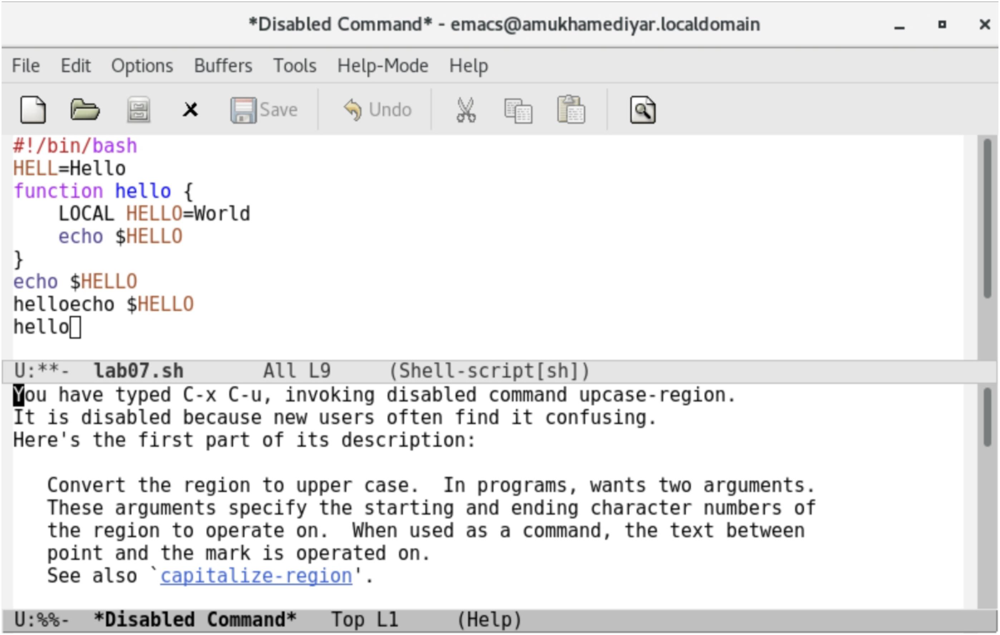 *Disabled Command* - emacs@amukhamediyar.localdomain
File Edit Options Buffers Tools Help-Mode Help
Save Undo
#!/bin/bash
HELL=Hello
function hello {
    LOCAL HELLO=World
    echo $HELLO
}
echo $HELLO
helloecho $HELLO
hello
U:**-  lab07.sh       All L9     (Shell-script[sh])
You have typed C-x C-u, invoking disabled command upcase-region.
It is disabled because new users often find it confusing.
Here's the first part of its description:
   Convert the region to upper case.  In programs, wants two arguments.
   These arguments specify the starting and ending character numbers of
   the region to operate on.  When used as a command, the text between
   point and the mark is operated on.
   See also `capitalize-region'.
U:%%-  *Disabled Command*   Top L1     (Help)